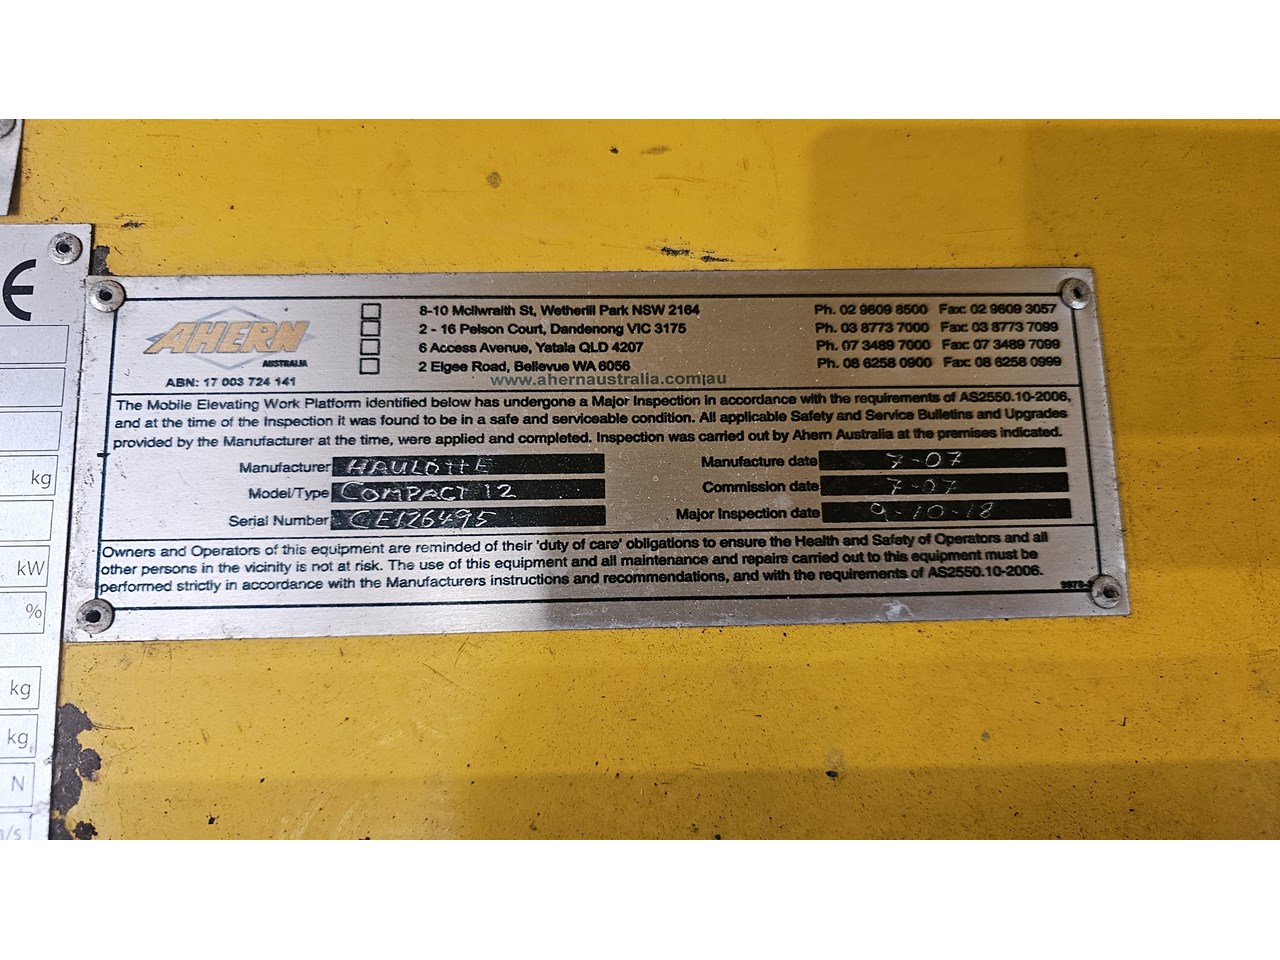 CE
kg
kW
%
kg
kg
N
m/s
AHERN
AUSTRALIA
ABN: 17 003 724 141
8-10 McIlwraith St, Wetherill Park NSW 2164 Ph. 02 9609 8500 Fax: 02 9609 3057
2 - 16 Pelson Court, Dandenong VIC 3175 Ph. 03 8773 7000 Fax: 03 8773 7099
6 Access Avenue, Yatala QLD 4207 Ph. 07 3489 7000 Fax: 07 3489 7099
2 Elgee Road, Bellevue WA 6056 Ph. 08 6258 0900 Fax: 08 6258 0999
www.ahernaustralia.com.au
The Mobile Elevating Work Platform identified below has undergone a Major Inspection in accordance with the requirements of AS2550.10-2006,
and at the time of the Inspection it was found to be in a safe and serviceable condition. All applicable Safety and Service Bulletins and Upgrades
provided by the Manufacturer at the time, were applied and completed. Inspection was carried out by Ahern Australia at the premises indicated.
Manufacturer HAULOTTE Manufacture date 7-07
Model/Type COMPACT 12 Commission date 7-07
Serial Number CE126495 Major Inspection date 9-10-18
Owners and Operators of this equipment are reminded of their 'duty of care' obligations to ensure the Health and Safety of Operators and all
other persons in the vicinity is not at risk. The use of this equipment and all maintenance and repairs carried out to this equipment must be
performed strictly in accordance with the Manufacturers instructions and recommendations, and with the requirements of AS2550.10-2006.